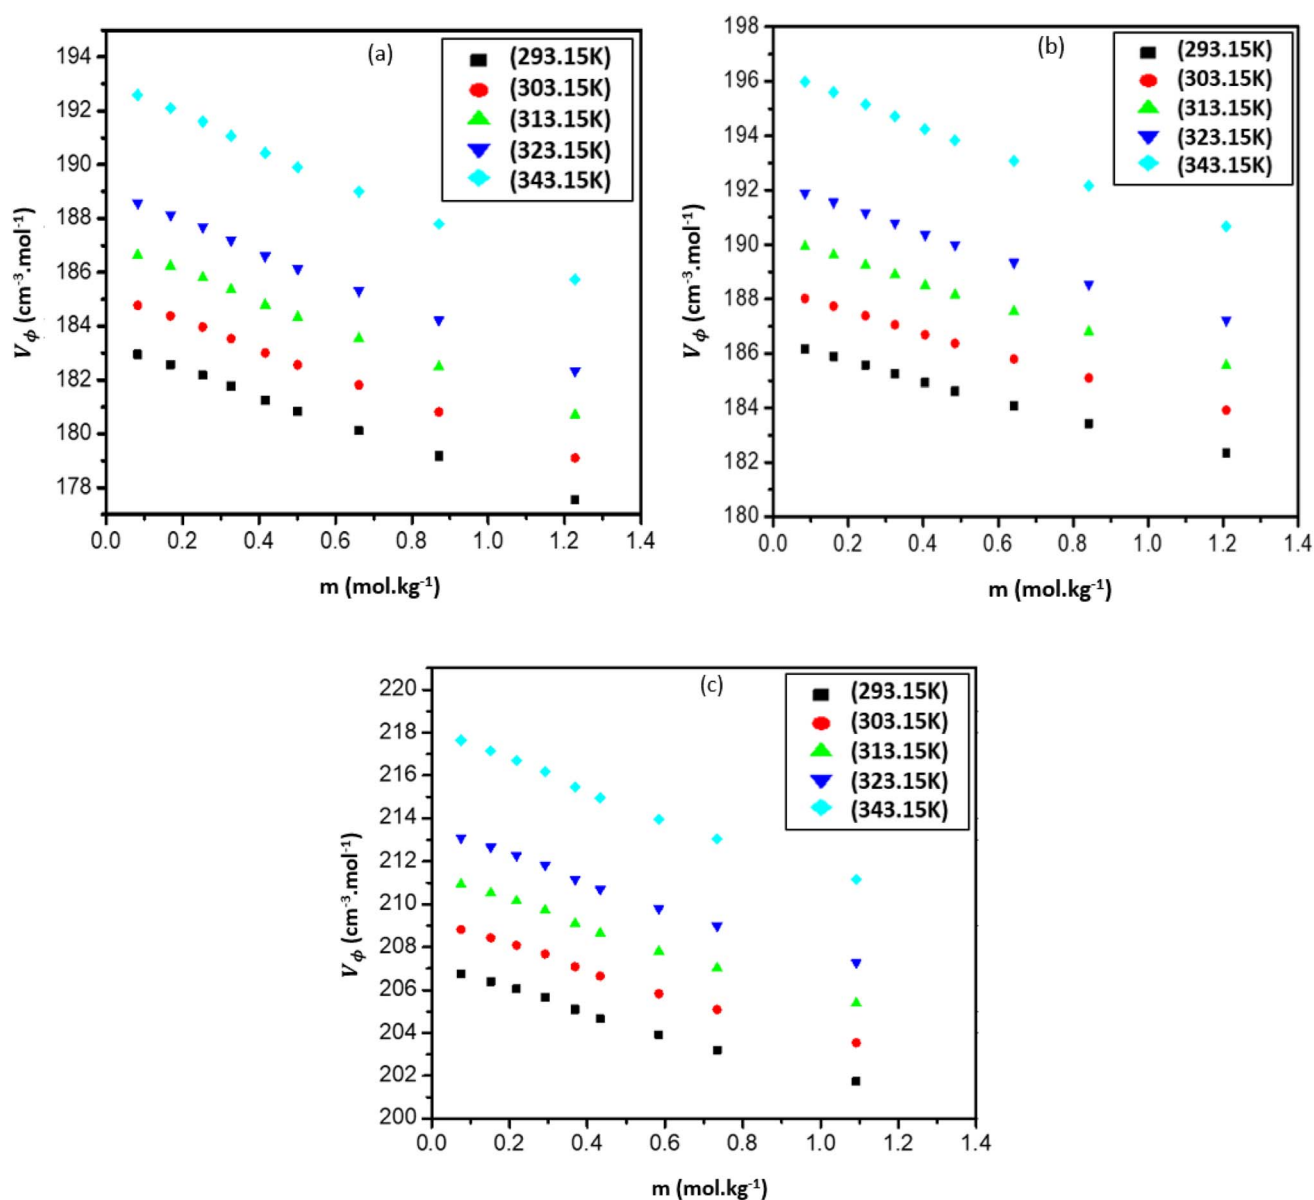 (a)
(293.15K)
(303.15K)
(313.15K)
(323.15K)
(343.15K)
194
192
190
188
186
184
182
180
178
V𝜙 (cm⁻³.mol⁻¹)
0.0 0.2 0.4 0.6 0.8 1.0 1.2 1.4
m (mol.kg⁻¹)
(b)
(293.15K)
(303.15K)
(313.15K)
(323.15K)
(343.15K)
198
196
194
192
190
188
186
184
182
180
V𝜙 (cm⁻³.mol⁻¹)
0.0 0.2 0.4 0.6 0.8 1.0 1.2 1.4
m (mol.kg⁻¹)
(c)
(293.15K)
(303.15K)
(313.15K)
(323.15K)
(343.15K)
220
218
216
214
212
210
208
206
204
202
200
V𝜙 (cm⁻³.mol⁻¹)
0.0 0.2 0.4 0.6 0.8 1.0 1.2 1.4
m (mol.kg⁻¹)